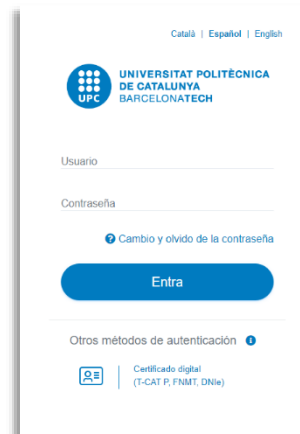 Català | Español | English
UNIVERSITAT POLITÈCNICA
DE CATALUNYA
BARCELONATECH
UPC
Usuario
Contraseña
Cambio y olvido de la contraseña
Entra
Otros métodos de autenticación
Certificado digital
(T-CAT P, FNMT, DNIe)